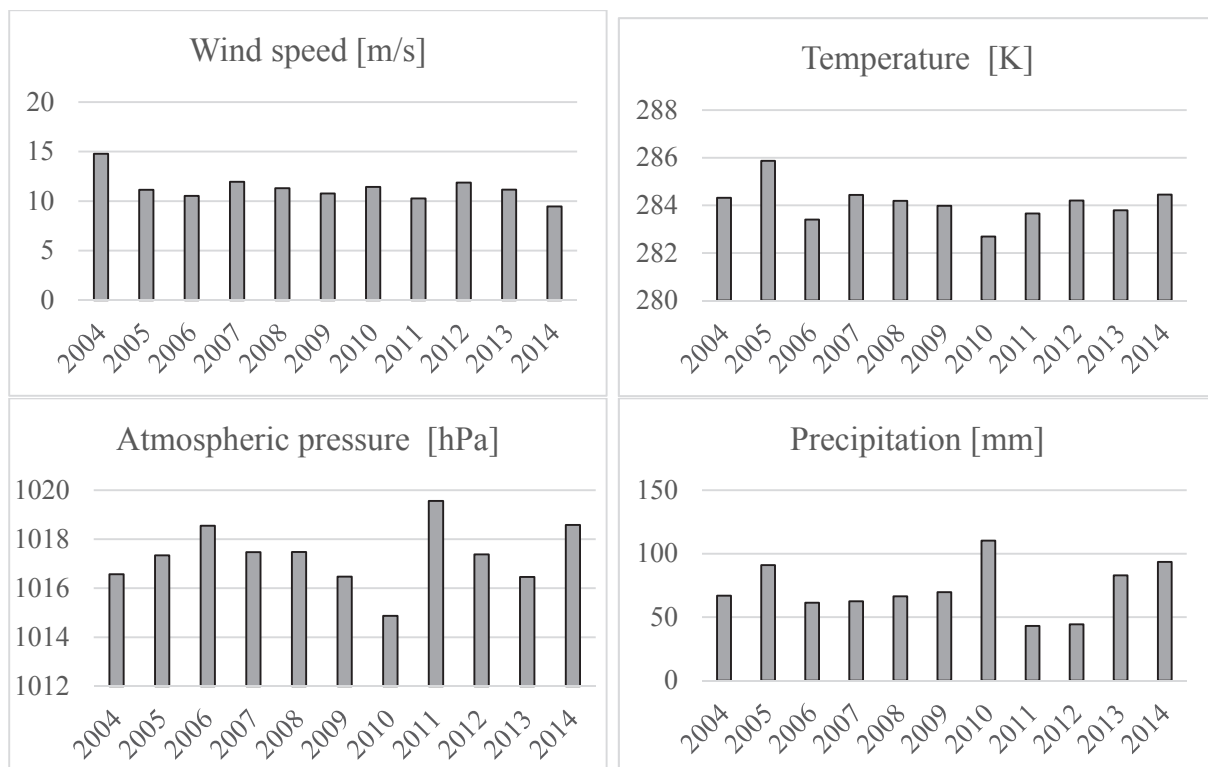 Wind speed [m/s]
20
15
10
5
0
2004 2005 2006 2007 2008 2009 2010 2011 2012 2013 2014
Temperature [K]
288
286
284
282
280
2004 2005 2006 2007 2008 2009 2010 2011 2012 2013 2014
Atmospheric pressure [hPa]
1020
1018
1016
1014
1012
2004 2005 2006 2007 2008 2009 2010 2011 2012 2013 2014
Precipitation [mm]
150
100
50
0
2004 2005 2006 2007 2008 2009 2010 2011 2012 2013 2014